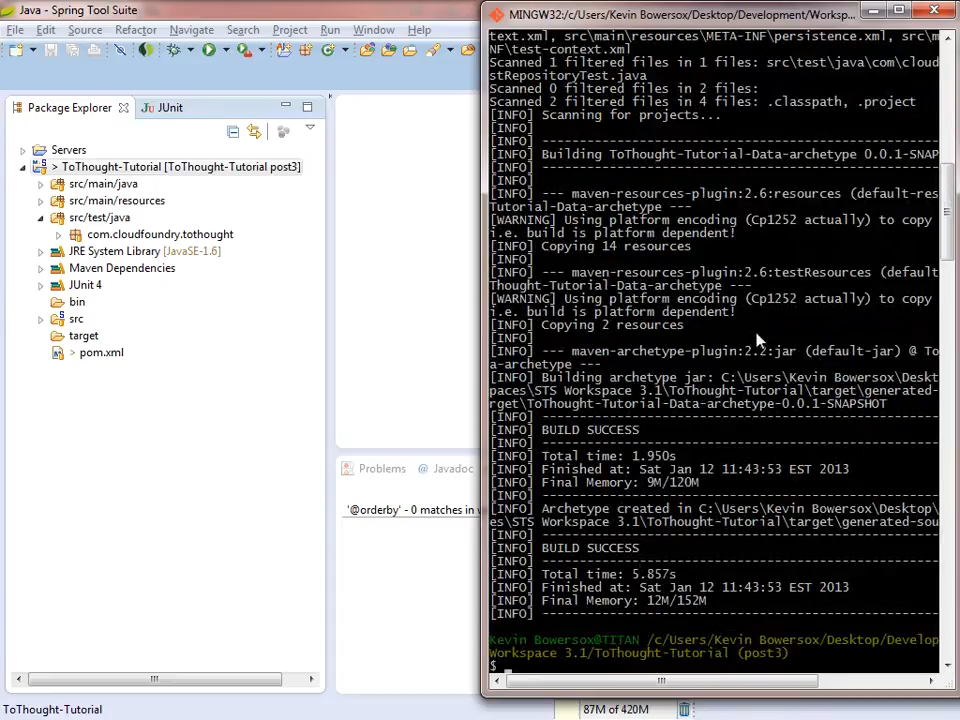 Java - Spring Tool Suite
File Edit Source Refactor Navigate Search Project Run Window Help
Package Explorer
JUnit
Servers
> ToThought-Tutorial [ToThought-Tutorial post3]
src/main/java
src/main/resources
src/test/java
com.cloudfoundry.tothought
JRE System Library [JavaSE-1.6]
Maven Dependencies
JUnit 4
bin
src
target
> pom.xml
Problems @ Javadoc
'@orderby' - 0 matches in
ToThought-Tutorial
87M of 420M
MINGW32:/c/Users/Kevin Bowersox/Desktop/Development/Worksp...
text.xml, src\main\resources\META-INF\persistence.xml, src\m
NF\test-context.xml
Scanned 1 filtered files in 1 files: src\test\java\com\cloud
stRepositoryTest.java
Scanned 0 filtered files in 2 files:
Scanned 2 filtered files in 4 files: .classpath, .project
[INFO] Scanning for projects...
[INFO]
[INFO] ------------------------------------------------------------
[INFO] Building ToThought-Tutorial-Data-archetype 0.0.1-SNAP
[INFO] ------------------------------------------------------------
[INFO]
[INFO] --- maven-resources-plugin:2.6:resources (default-res
Tutorial-Data-archetype ---
[WARNING] Using platform encoding (Cp1252 actually) to copy
i.e. build is platform dependent!
[INFO] Copying 14 resources
[INFO]
[INFO] --- maven-resources-plugin:2.6:testResources (default
Thought-Tutorial-Data-archetype ---
[WARNING] Using platform encoding (Cp1252 actually) to copy
i.e. build is platform dependent!
[INFO] Copying 2 resources
[INFO]
[INFO] --- maven-archetype-plugin:2.2:jar (default-jar) @ To
a-archetype ---
[INFO] Building archetype jar: C:\Users\Kevin Bowersox\Deskt
paces\STS Workspace 3.1\ToThought-Tutorial\target\generated-
rget\ToThought-Tutorial-Data-archetype-0.0.1-SNAPSHOT
[INFO] ------------------------------------------------------------
[INFO] BUILD SUCCESS
[INFO] ------------------------------------------------------------
[INFO] Total time: 1.950s
[INFO] Finished at: Sat Jan 12 11:43:53 EST 2013
[INFO] Final Memory: 9M/120M
[INFO] ------------------------------------------------------------
[INFO] Archetype created in C:\Users\Kevin Bowersox\Desktop\
es\STS Workspace 3.1\ToThought-Tutorial\target\generated-sou
[INFO] ------------------------------------------------------------
[INFO] BUILD SUCCESS
[INFO] ------------------------------------------------------------
[INFO] Total time: 5.857s
[INFO] Finished at: Sat Jan 12 11:43:53 EST 2013
[INFO] Final Memory: 12M/152M
[INFO] ------------------------------------------------------------
Kevin Bowersox@TITAN /c/Users/Kevin Bowersox/Desktop/Develop
Workspace 3.1/ToThought-Tutorial (post3)
$ _